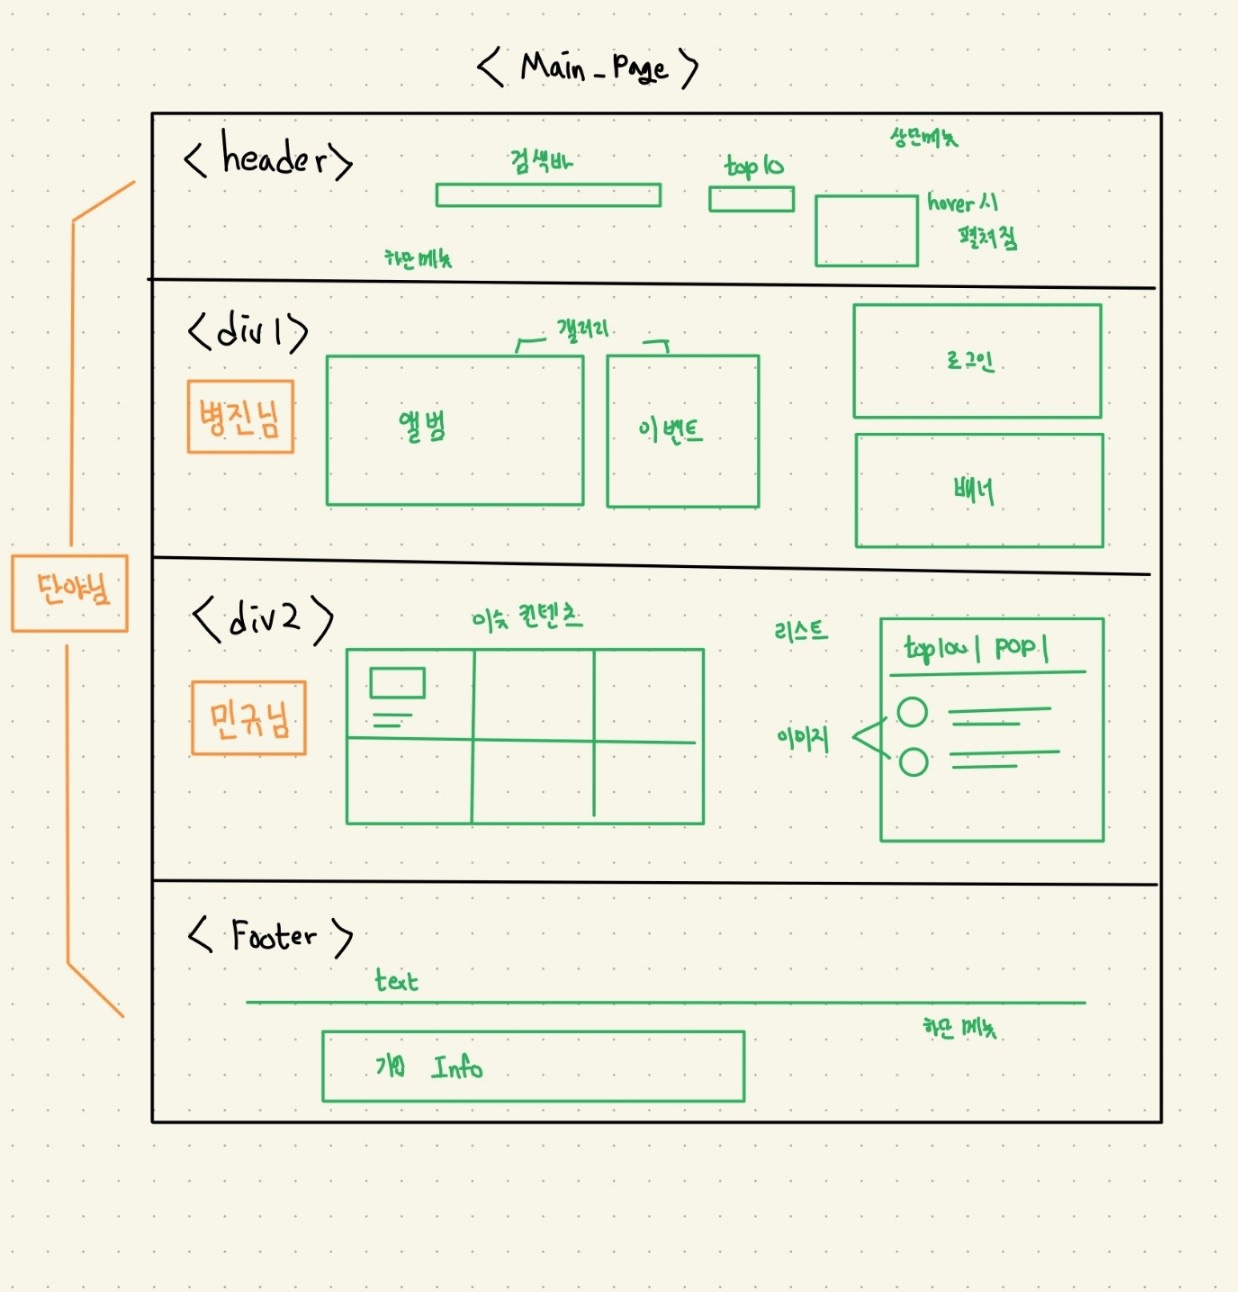 < Main_Page >
< header >
상단메뉴
검색바
top10
hover 시
펼쳐짐
하단 메뉴
<div1>
갤러리
병진님
앨범
이벤트
로그인
배너
단야님
<div2>
이슈 컨텐츠
리스트
민규님
이미지
< Footer >
text
하단 메뉴
기업 Info